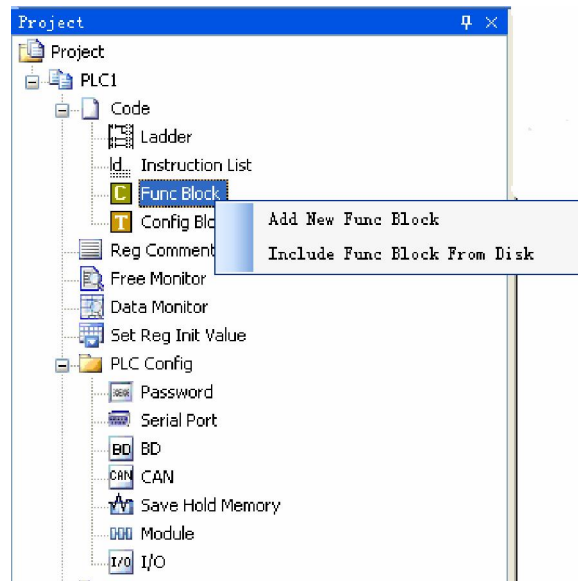 Project
Project
PLC1
Code
Ladder
Id.. Instruction List
C Func Block
Add New Func Block
T Config Blo
Include Func Block From Disk
Reg Comment
Free Monitor
Data Monitor
Set Reg Init Value
PLC Config
Password
Serial Port
BD BD
CAN CAN
Save Hold Memory
Module
I/O I/O